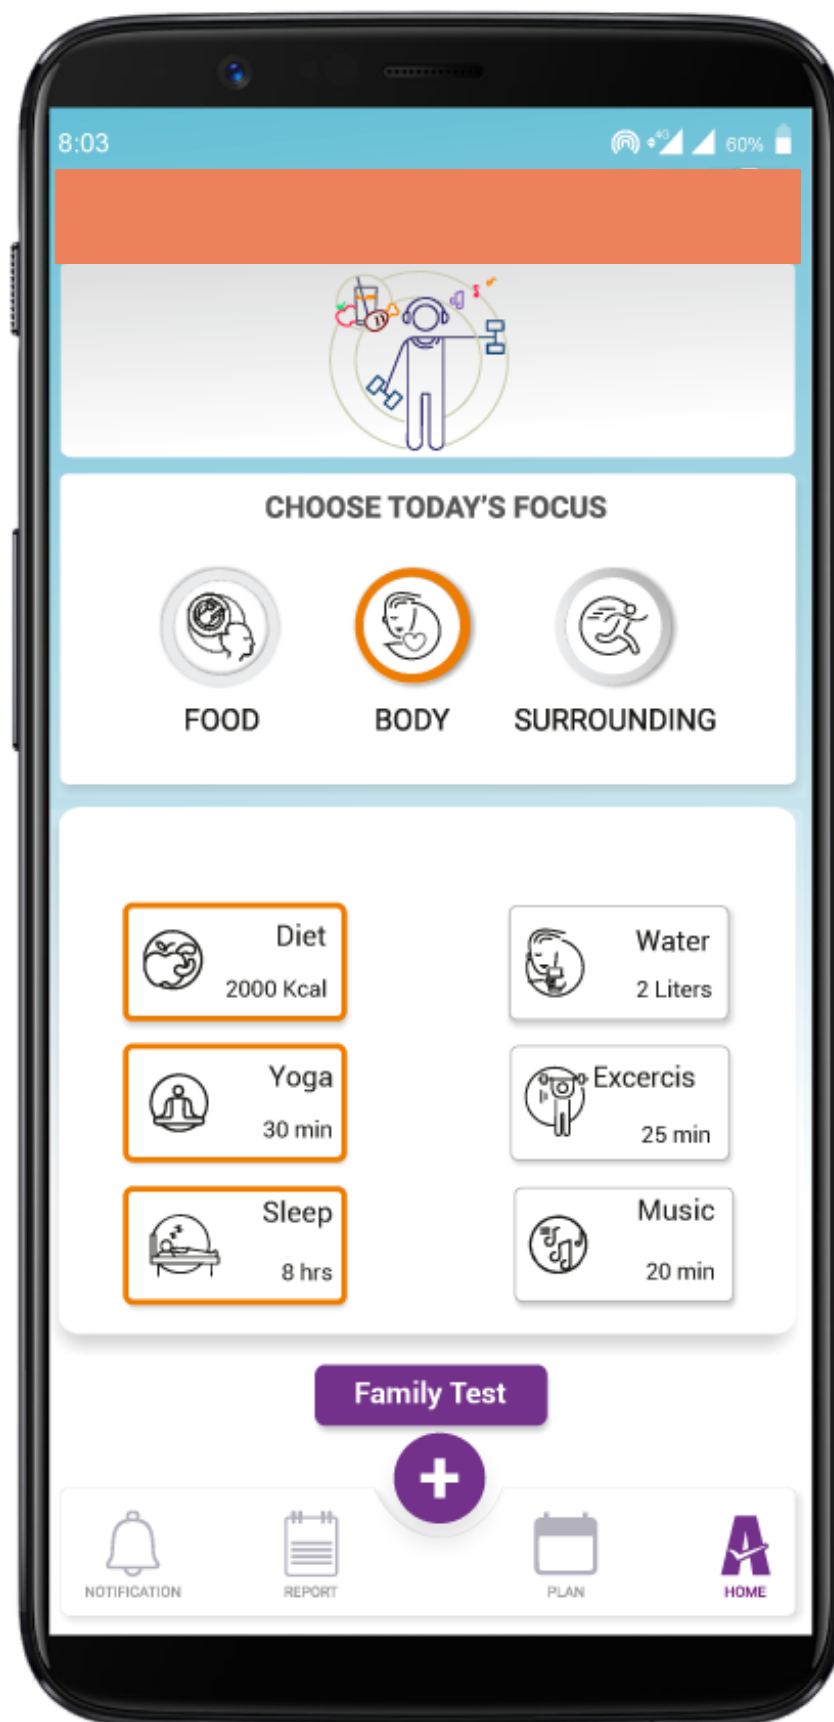 8:03
4G 60%
CHOOSE TODAY'S FOCUS
FOOD BODY SURROUNDING
Diet
2000 Kcal
Water
2 Liters
Yoga
30 min
Excercis
25 min
Sleep
8 hrs
Music
20 min
Family Test
NOTIFICATION REPORT PLAN HOME